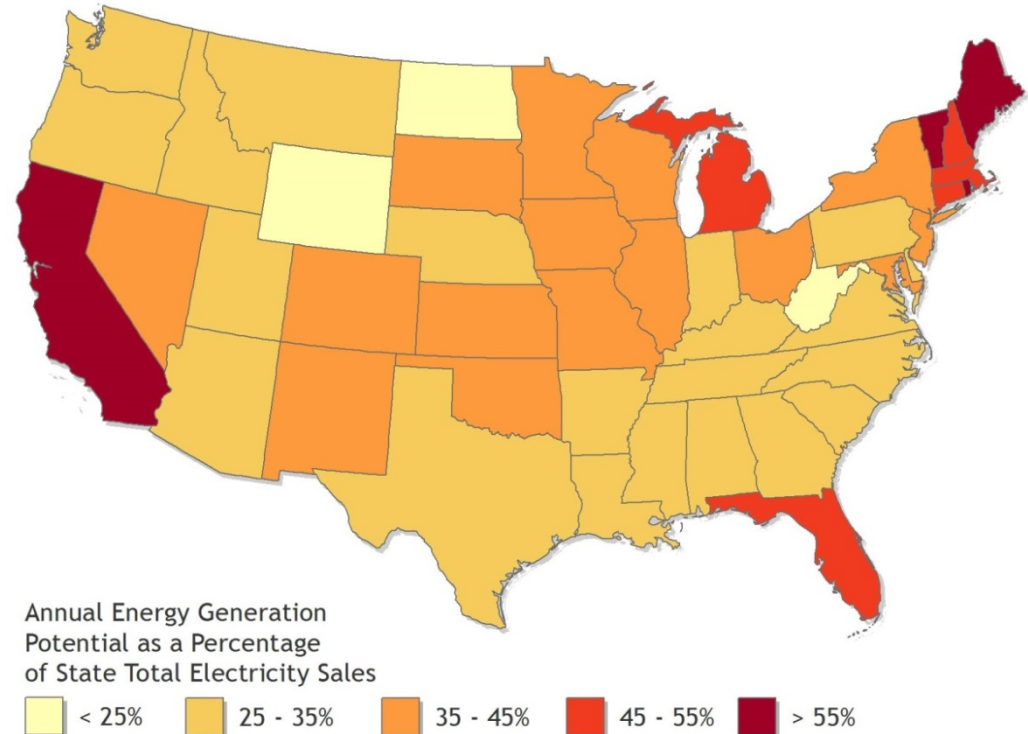 Annual Energy Generation
Potential as a Percentage
of State Total Electricity Sales
< 25% 25 - 35% 35 - 45% 45 - 55% > 55%